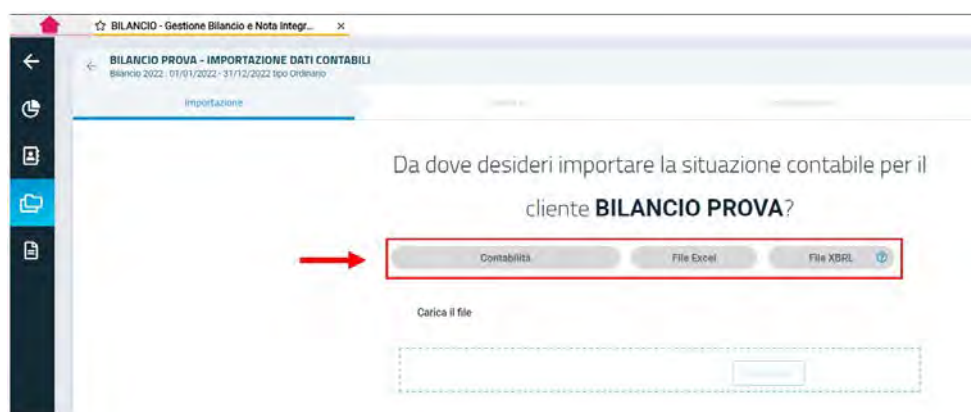 BILANCIO - Gestione Bilancio e Nota Integr...
BILANCIO PROVA - IMPORTAZIONE DATI CONTABILI
Bilancio 2022 : 01/01/2022 - 31/12/2022 tipo Ordinario
Importazione
Da dove desideri importare la situazione contabile per il
cliente BILANCIO PROVA?
Contabilità File Excel File XBRL
Carica il file